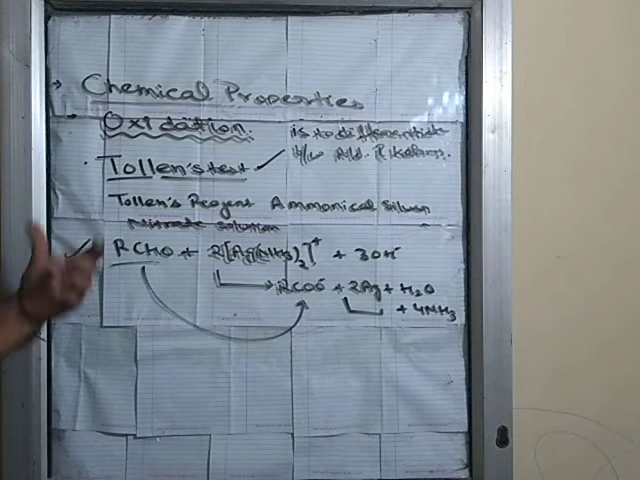 → Chemical Properties
Oxidation.
is to differentiate
b/w Ald. & Ketone.
Tollen's test ✓
Tollen's Reagent Ammonical Silver
Nitrate solution
✓ RCHO + 2[Ag(NH3)2]+ + 3OH-
→ RCOO- + 2Ag + H2O
+ 4NH3